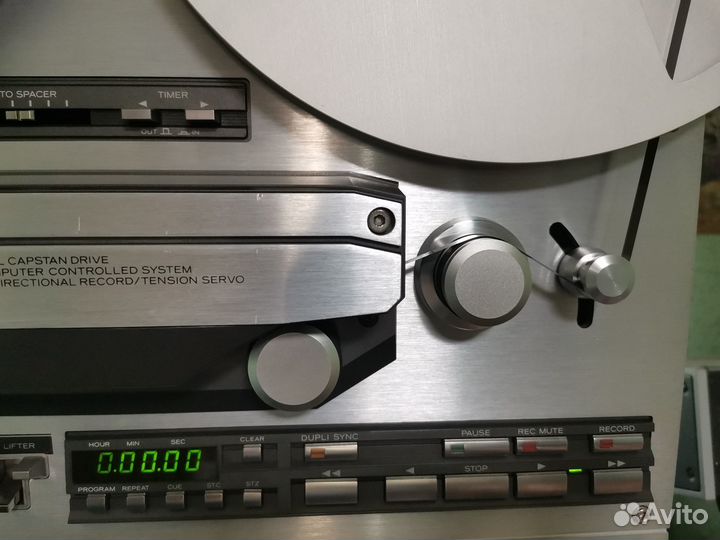 TO SPACER
TIMER
OUT IN
L CAPSTAN DRIVE
PUTER CONTROLLED SYSTEM
IRECTIONAL RECORD/TENSION SERVO
LIFTER
HOUR MIN SEC
CLEAR
0.00.00
PROGRAM REPEAT CUE STC STZ
DUPLI SYNC
PAUSE
REC MUTE
RECORD
◀◀ ◀ STOP ▶ ▶▶
Avito